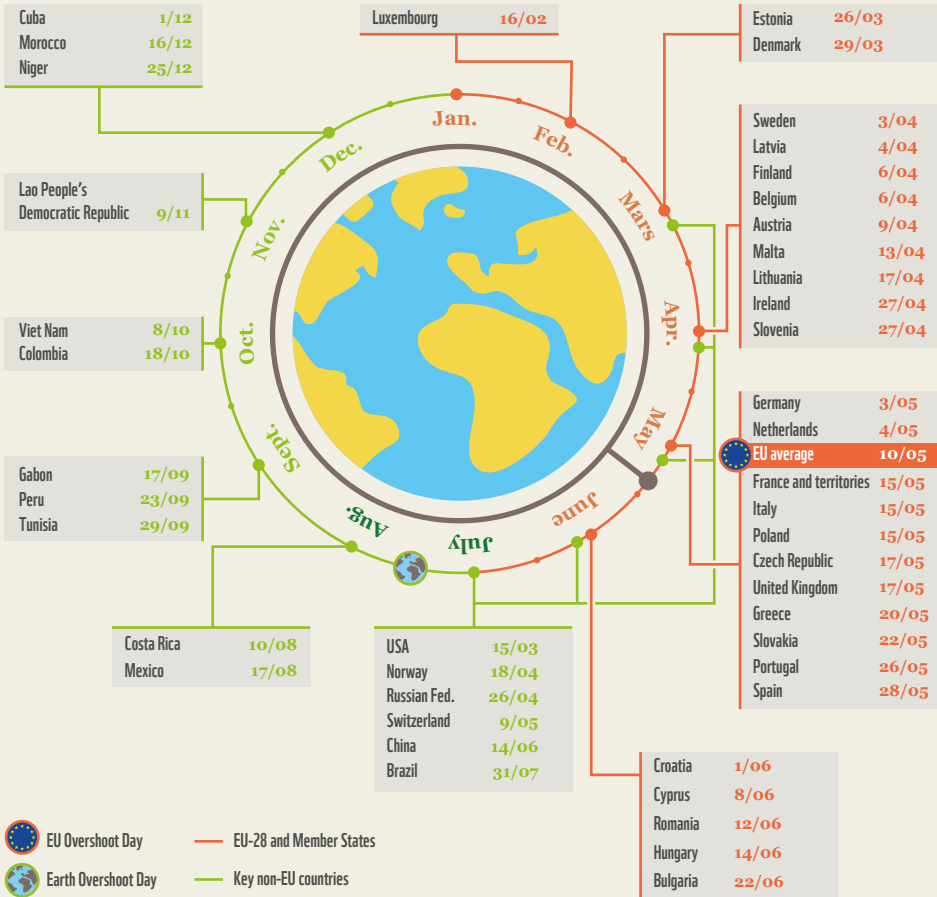 Cuba 1/12
Morocco 16/12
Niger 25/12
Luxembourg 16/02
Estonia 26/03
Denmark 29/03
Jan.
Feb.
Mars
Apr.
May
June
July
Aug.
Sept.
Oct.
Nov.
Dec.
Sweden 3/04
Latvia 4/04
Finland 6/04
Belgium 6/04
Austria 9/04
Malta 13/04
Lithuania 17/04
Ireland 27/04
Slovenia 27/04
Lao People's
Democratic Republic 9/11
Viet Nam 8/10
Colombia 18/10
Germany 3/05
Netherlands 4/05
EU average 10/05
France and territories 15/05
Italy 15/05
Poland 15/05
Czech Republic 17/05
United Kingdom 17/05
Greece 20/05
Slovakia 22/05
Portugal 26/05
Spain 28/05
Gabon 17/09
Peru 23/09
Tunisia 29/09
Costa Rica 10/08
Mexico 17/08
USA 15/03
Norway 18/04
Russian Fed. 26/04
Switzerland 9/05
China 14/06
Brazil 31/07
Croatia 1/06
Cyprus 8/06
Romania 12/06
Hungary 14/06
Bulgaria 22/06
EU Overshoot Day
EU-28 and Member States
Earth Overshoot Day
Key non-EU countries